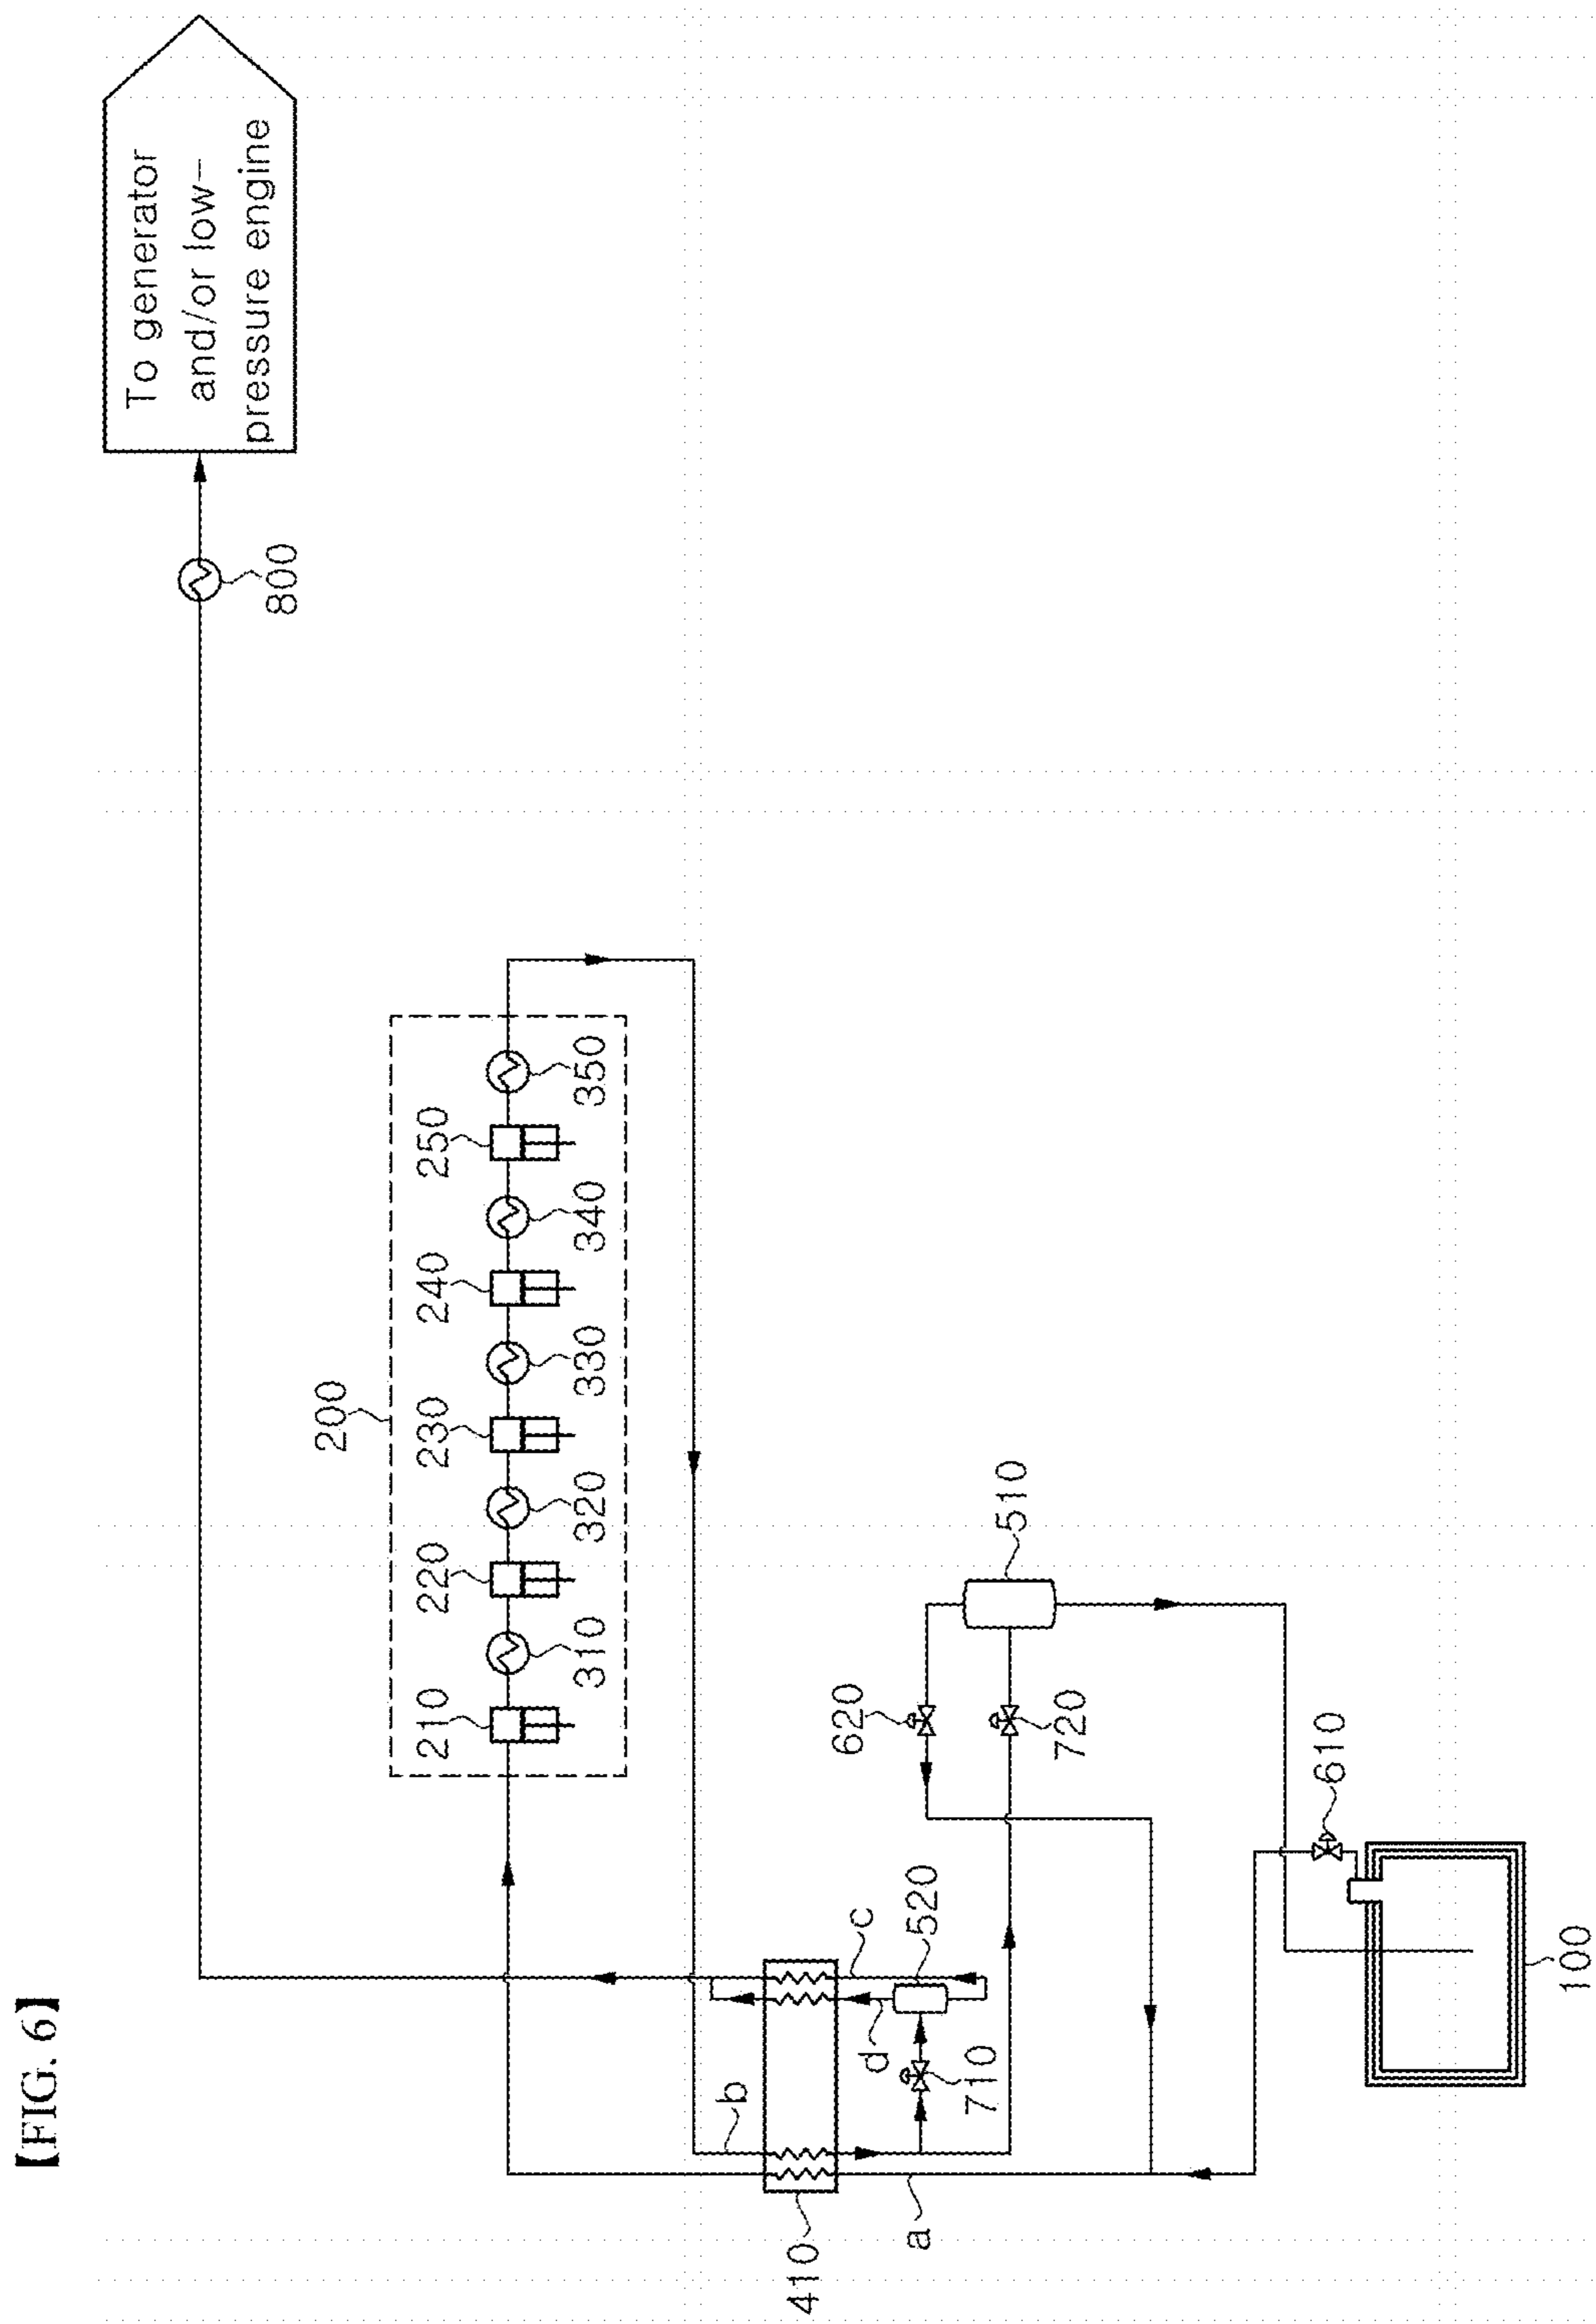 【FIG. 6】
To generator
and/or low-
pressure engine
800
200
210
220
230
240
250
310
320
330
340
350
b
c
d
a
410
520
710
620
720
510
610
100